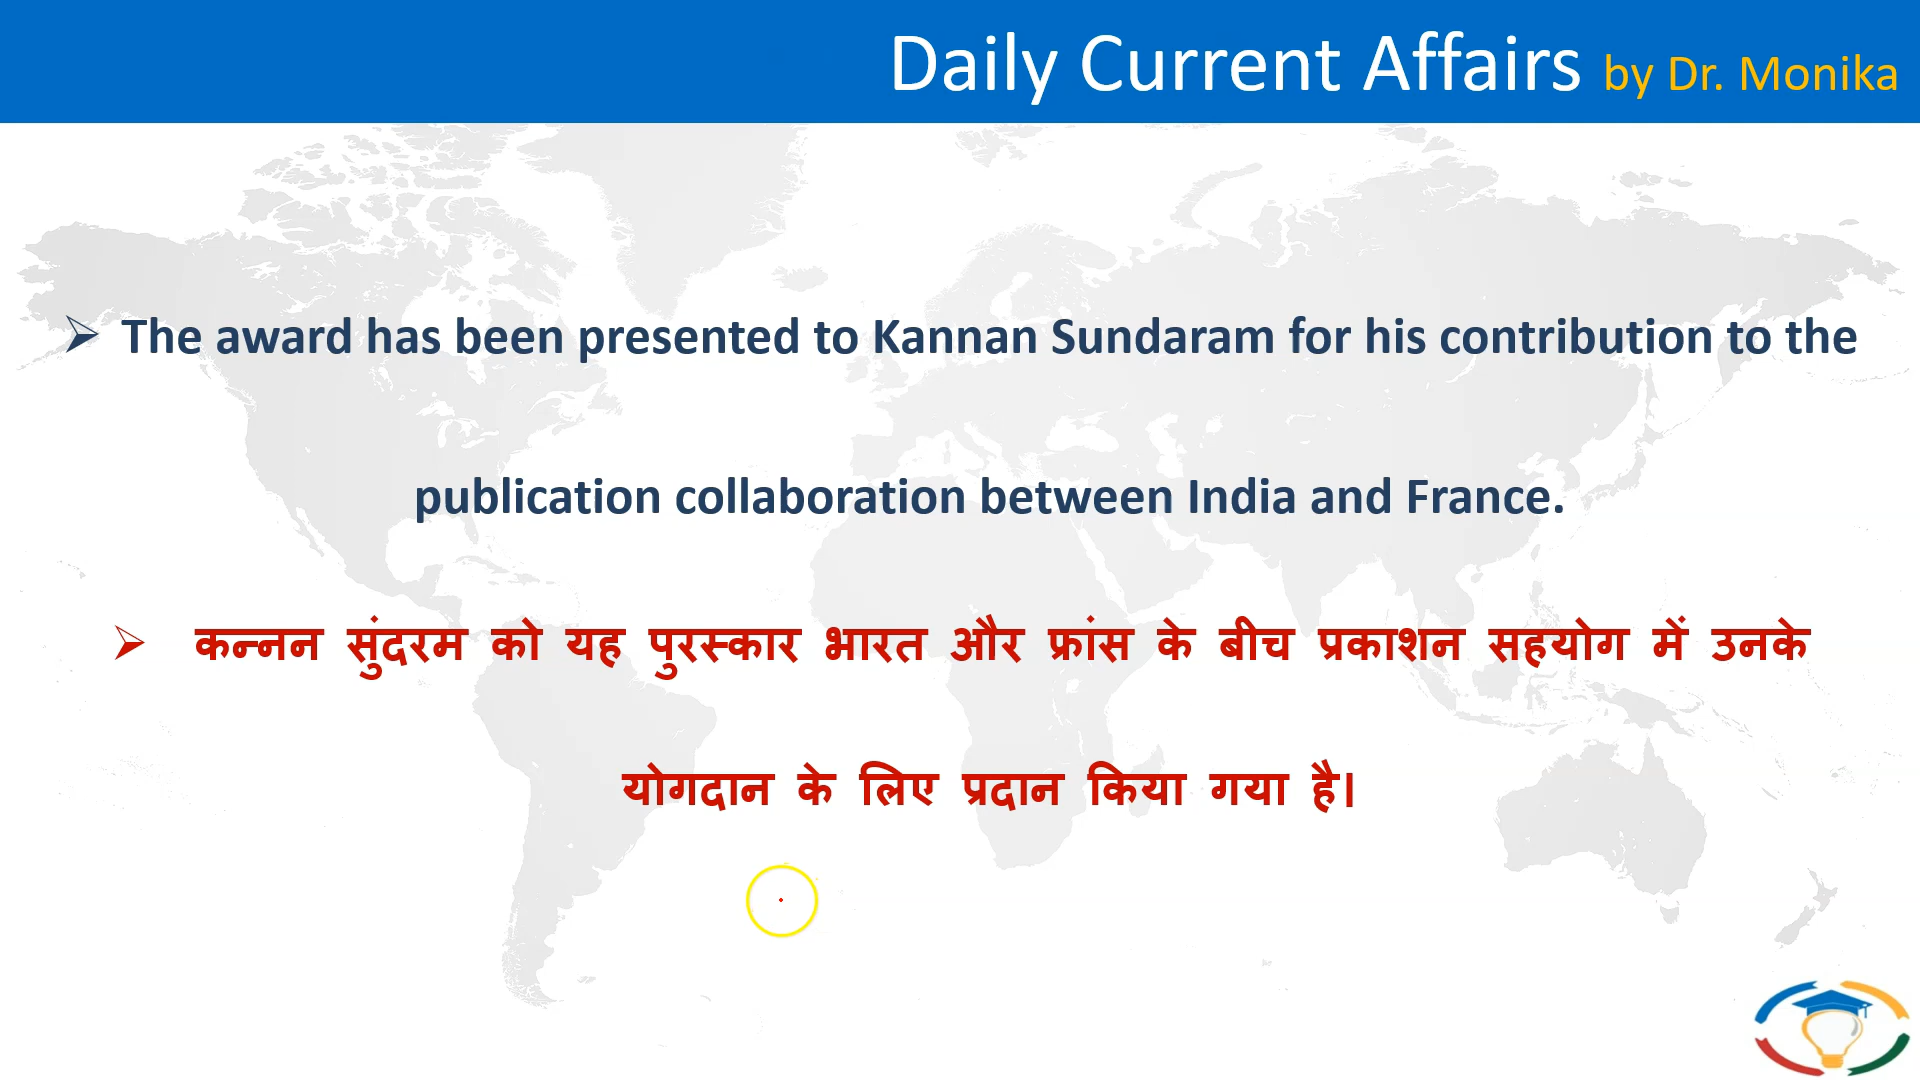 Daily Current Affairs by Dr. Monika
➢ The award has been presented to Kannan Sundaram for his contribution to the
publication collaboration between India and France.
➢ कन्नन सुंदरम को यह पुरस्कार भारत और फ्रांस के बीच प्रकाशन सहयोग में उनके
योगदान के लिए प्रदान किया गया है।